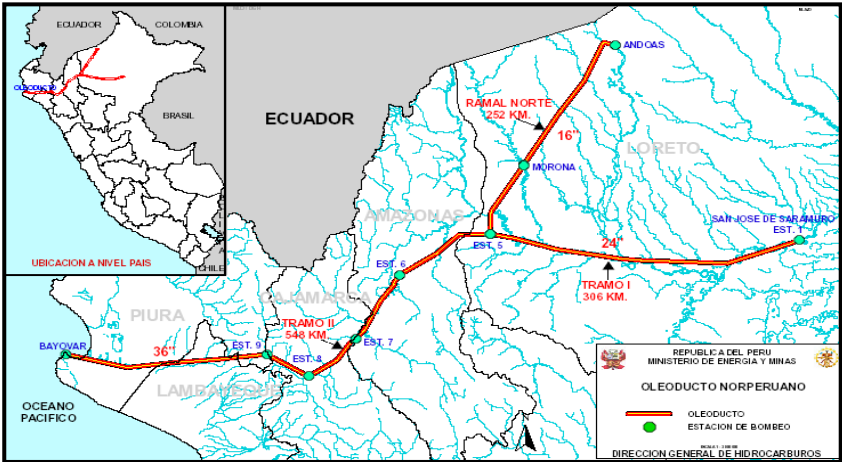 ECUADOR
COLOMBIA
OLEODUCTO
BRASIL
CHILE
UBICACION A NIVEL PAIS
ECUADOR
ANDOAS
RAMAL NORTE
252 KM.
16"
LORETO
MORONA
AMAZONAS
SAN JOSE DE SARAMURO
EST. 1
EST. 5
24"
TRAMO I
306 KM.
EST. 6
CAJAMARCA
PIURA
TRAMO II
548 KM
EST. 7
BAYOVAR
36"
EST. 9
EST. 8
LAMBAYEQUE
OCEANO
PACIFICO
REPUBLICA DEL PERU
MINISTERIO DE ENERGIA Y MINAS
OLEODUCTO NORPERUANO
OLEODUCTO
ESTACION DE BOMBEO
DIRECCION GENERAL DE HIDROCARBUROS